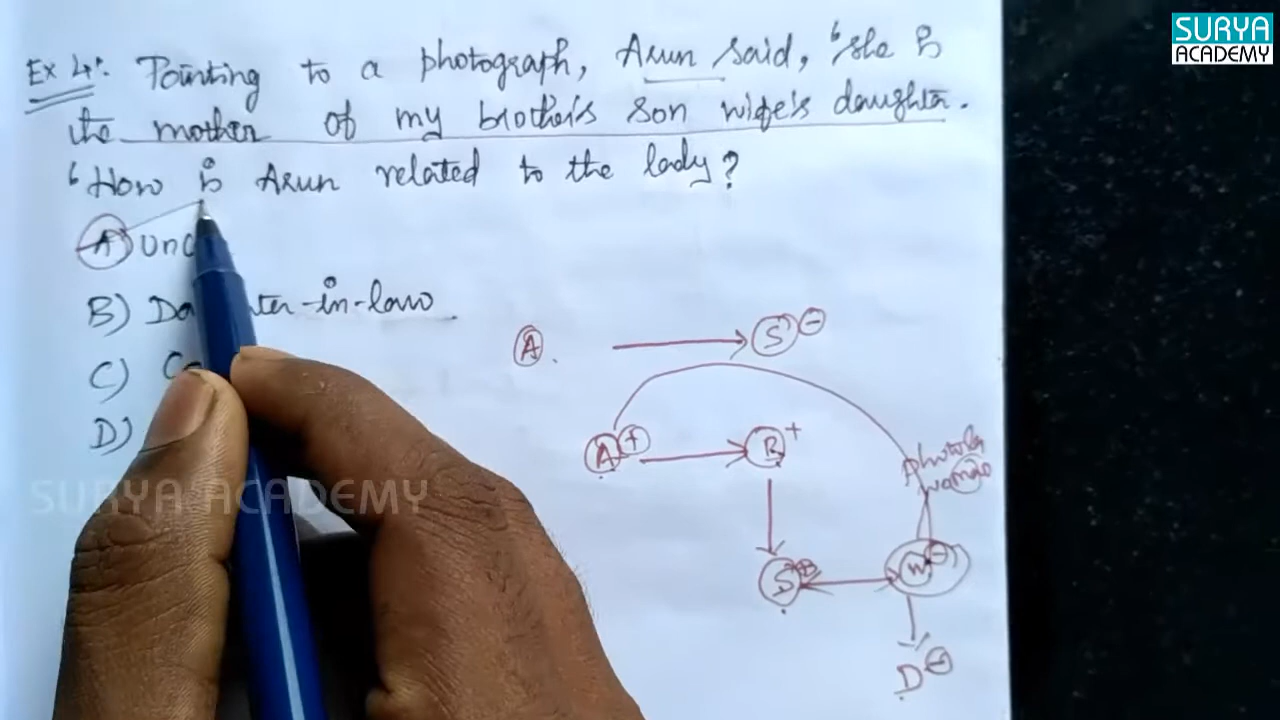 SURYA
ACADEMY
Ex 4: Pointing to a photograph, Arun said, "she is
the mother of my brother's son wife's daughter.
"How is Arun related to the lady?
A) Unc
B) Da ter-in-law
C) Co
D)
A S -
A + B +
photo
S W -
D -
SURYA ACADEMY